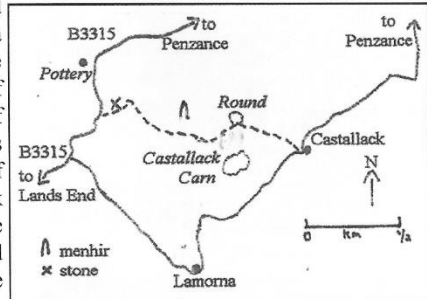 to
Penzance
B3315
Pottery
to
Penzance
Round
Castallack
Castallack
Carn
B3315
to
Lands End
N
menhir
stone
Lamorna
0 km ½